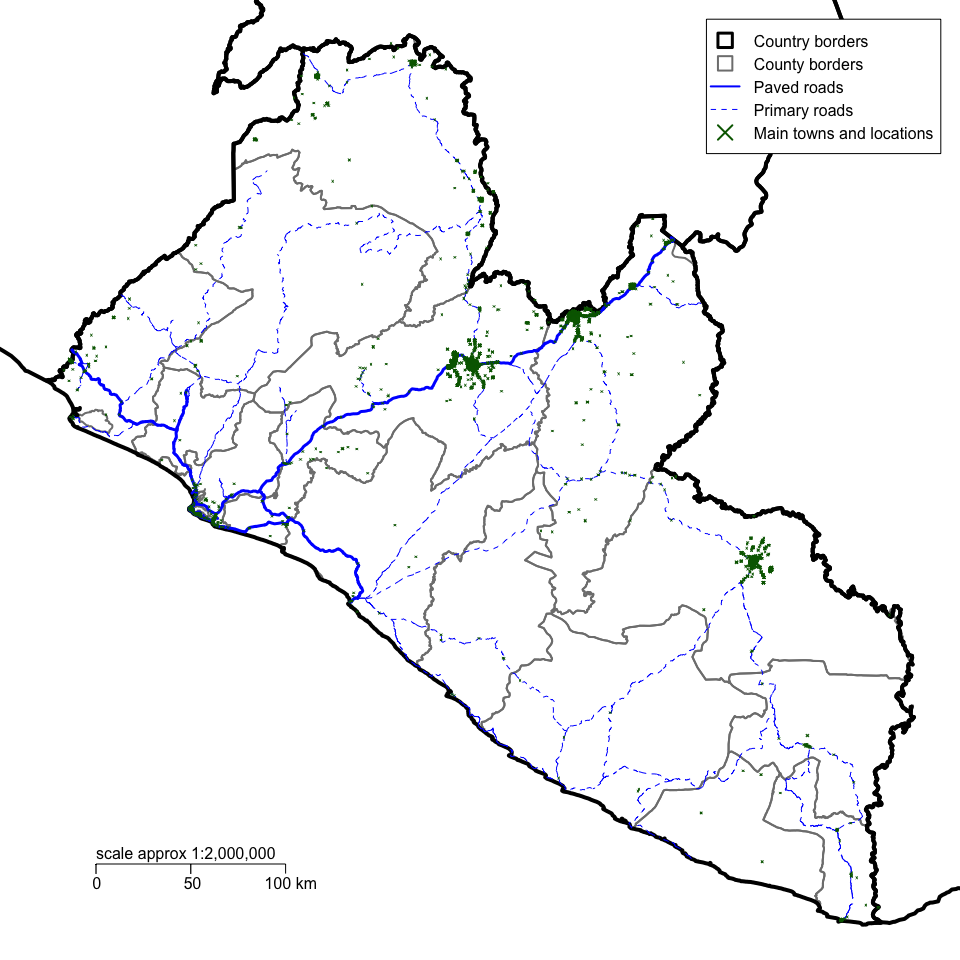 Country borders
County borders
Paved roads
Primary roads
Main towns and locations
scale approx 1:2,000,000
0 50 100 km